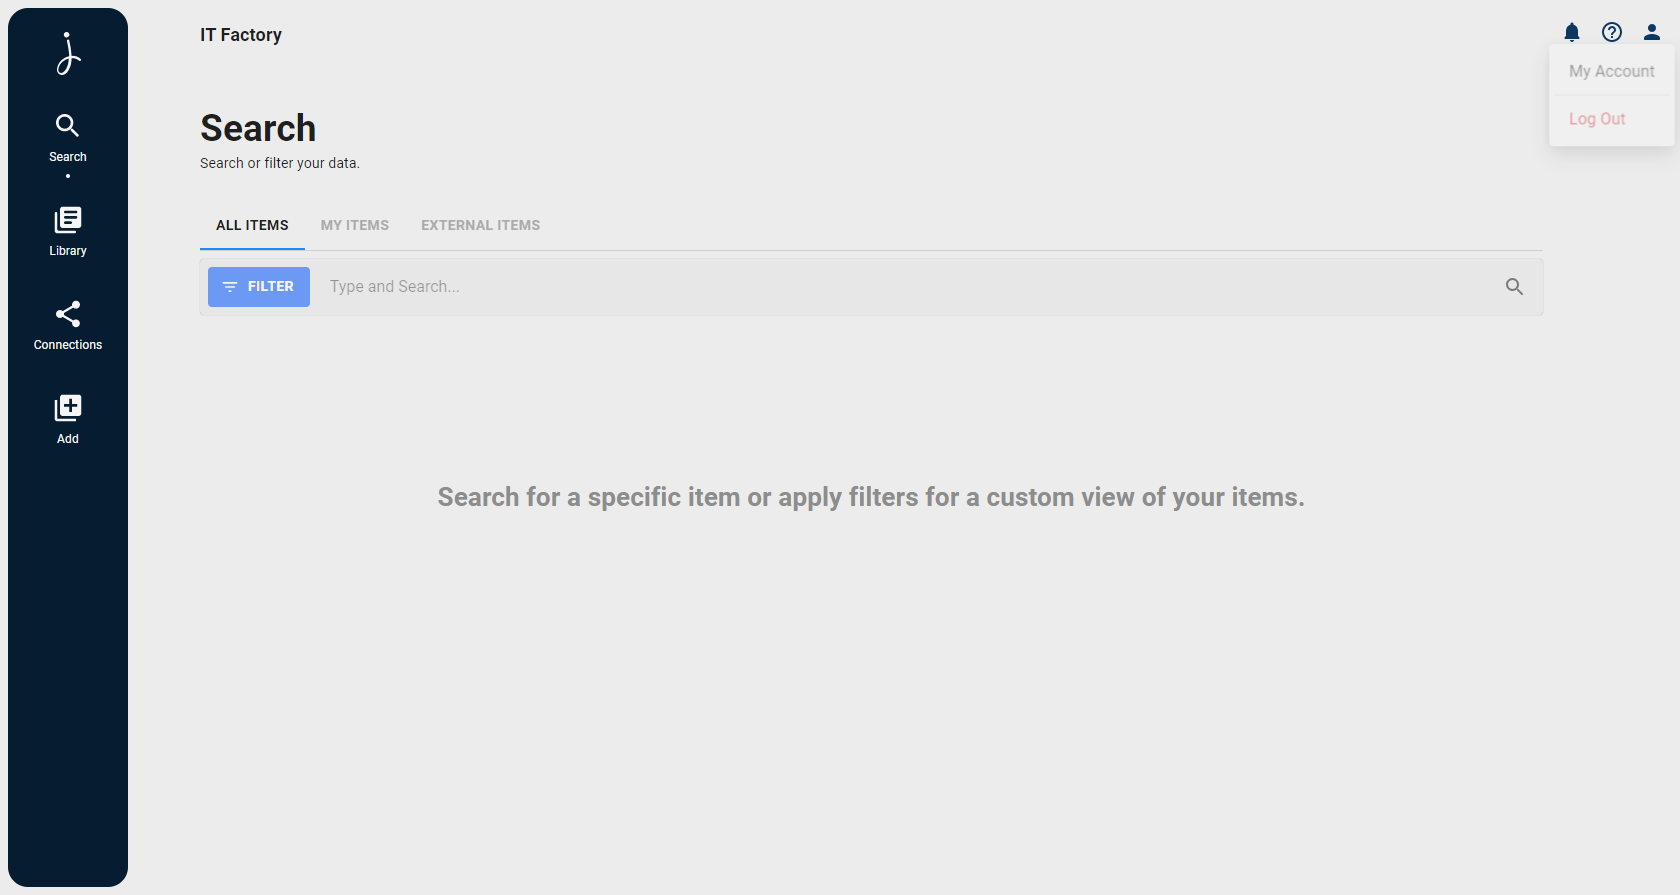 IT Factory
My Account
Log Out
Search
Library
Connections
Add
Search
Search or filter your data.
ALL ITEMS
MY ITEMS
EXTERNAL ITEMS
FILTER
Type and Search...
Search for a specific item or apply filters for a custom view of your items.